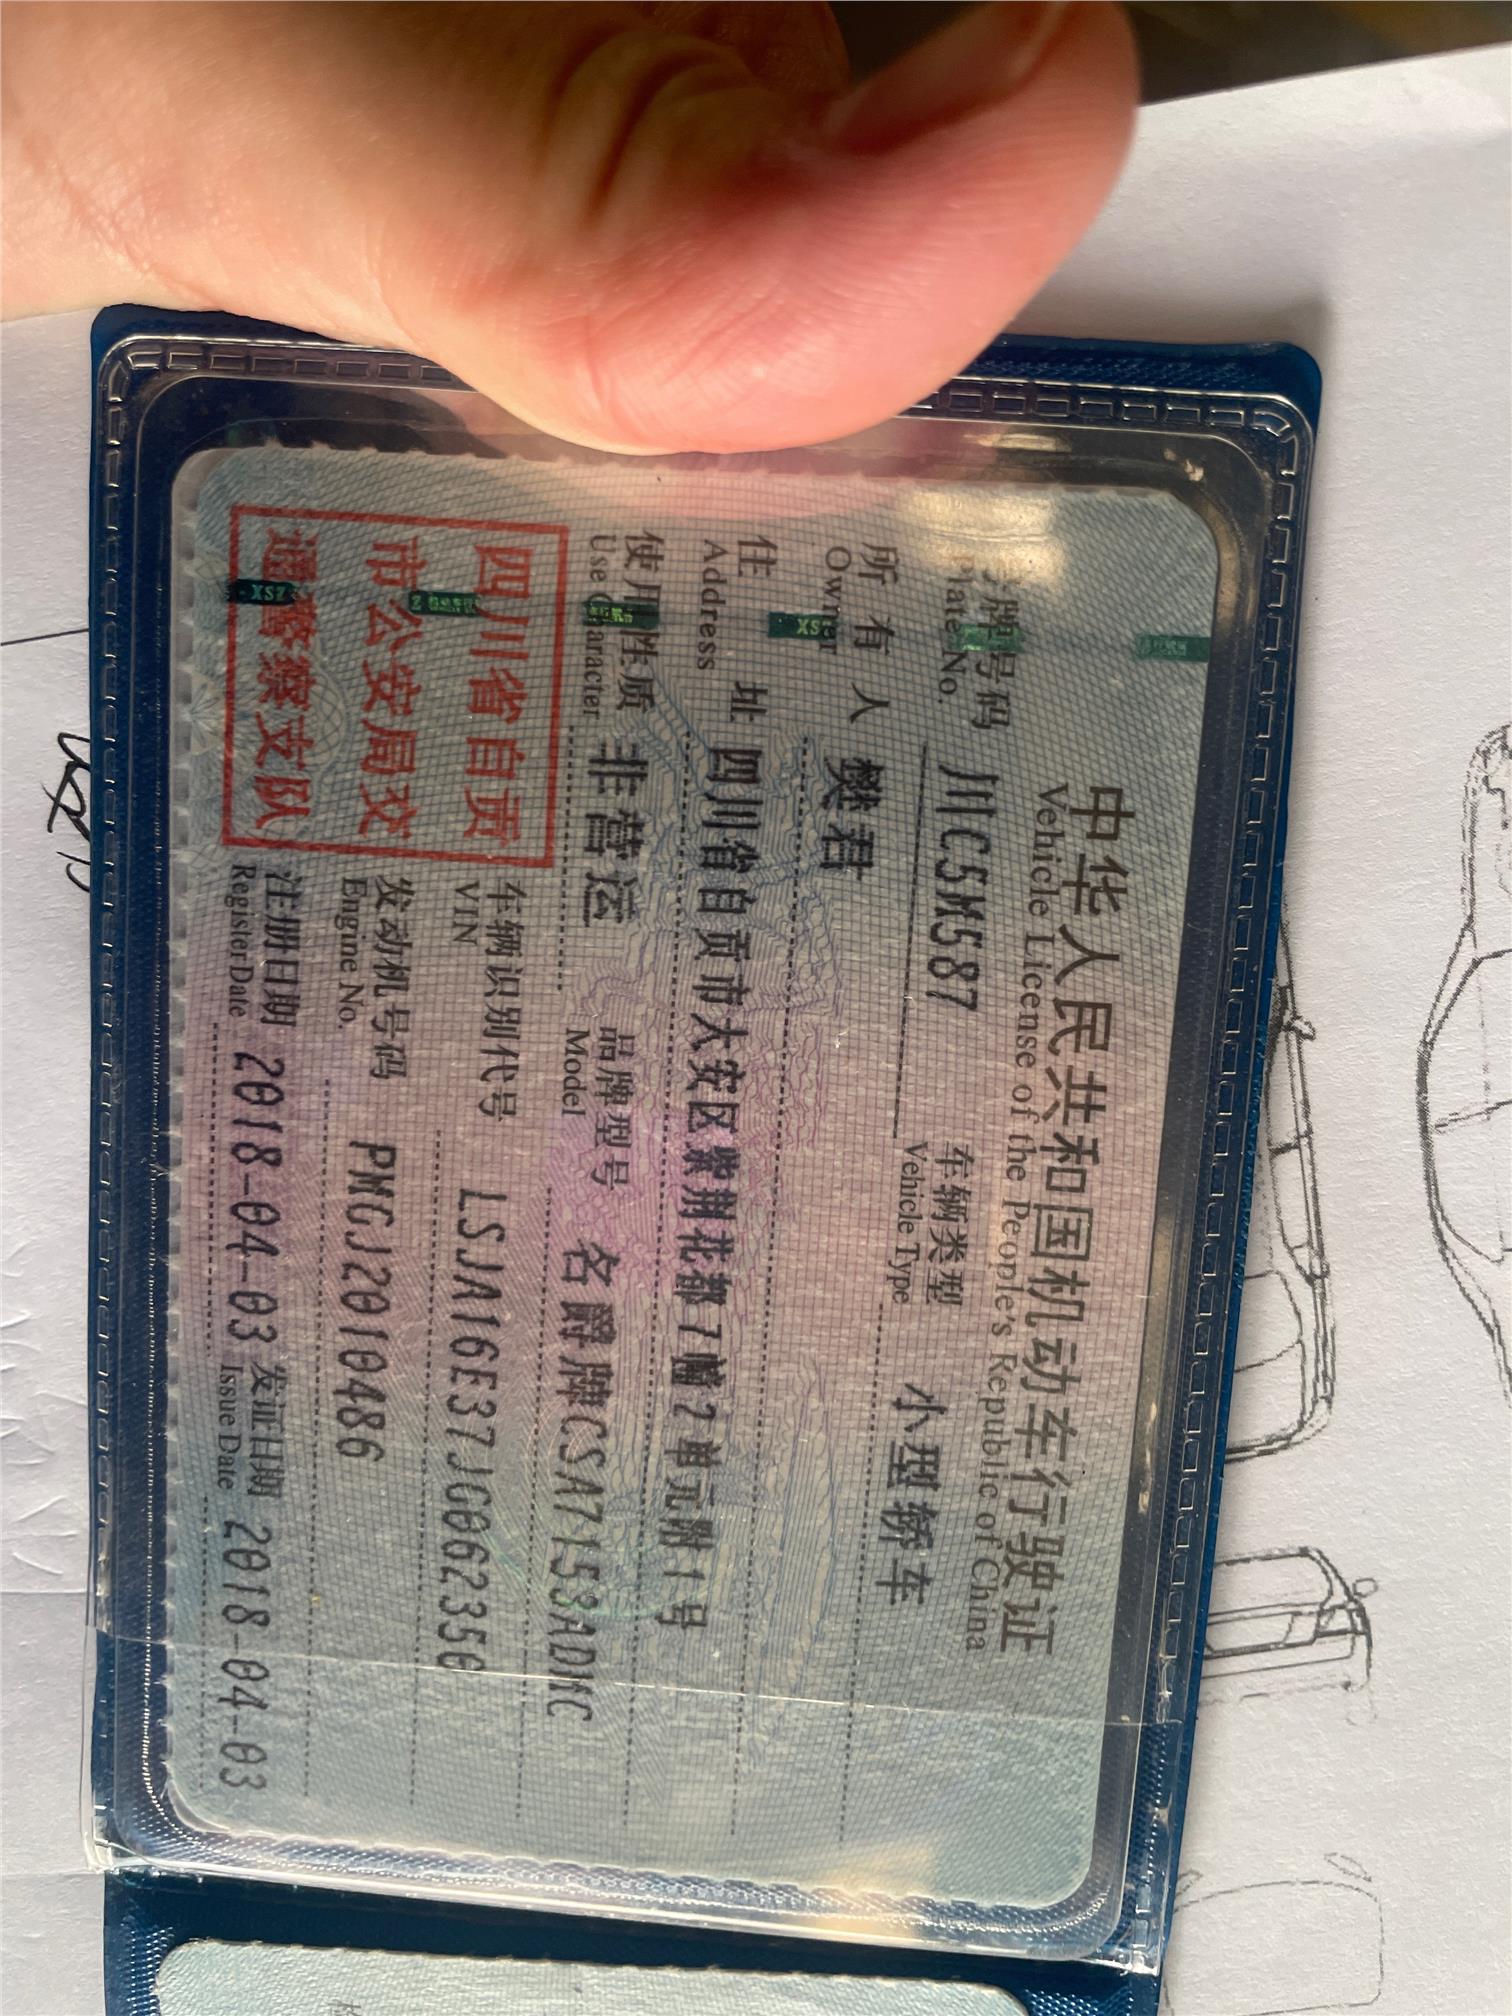 中华人民共和国机动车行驶证
Vehicle License of the People's Republic of China
号牌号码 川C5M587 车辆类型 小型轿车
Plate No. Vehicle Type
所有人 樊君
Owner
住址 四川省自贡市大安区紫荆花都7幢2单元附1号
Address
使用性质 非营运 品牌型号 名爵牌CSA7153ADMC
Use Character Model
四川省自贡
市公安局交
通警察支队
车辆识别代号 LSJA16E37JG062350
VIN
发动机号码 PMGJ2010486
Engine No.
注册日期 2018-04-03 发证日期 2018-04-03
Register Date Issue Date